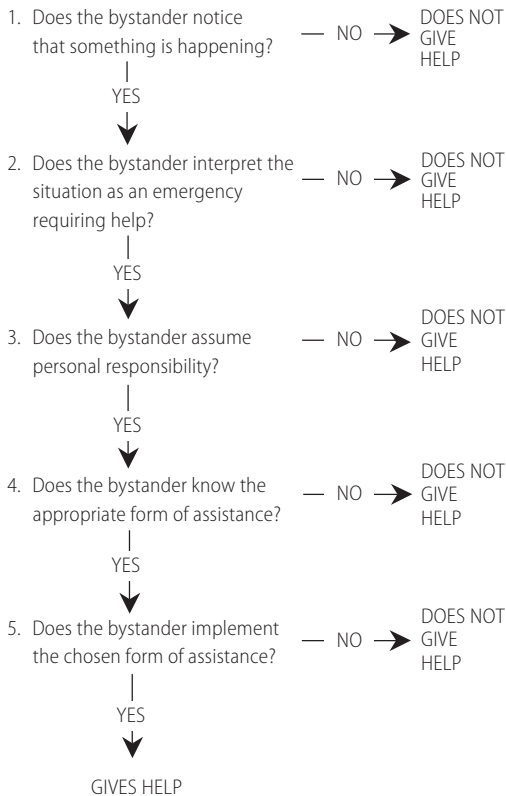 1. Does the bystander notice
that something is happening?
— NO →
DOES NOT
GIVE
HELP
YES
2. Does the bystander interpret the
situation as an emergency
requiring help?
— NO →
DOES NOT
GIVE
HELP
YES
3. Does the bystander assume
personal responsibility?
— NO →
DOES NOT
GIVE
HELP
YES
4. Does the bystander know the
appropriate form of assistance?
— NO →
DOES NOT
GIVE
HELP
YES
5. Does the bystander implement
the chosen form of assistance?
— NO →
DOES NOT
GIVE
HELP
YES
GIVES HELP